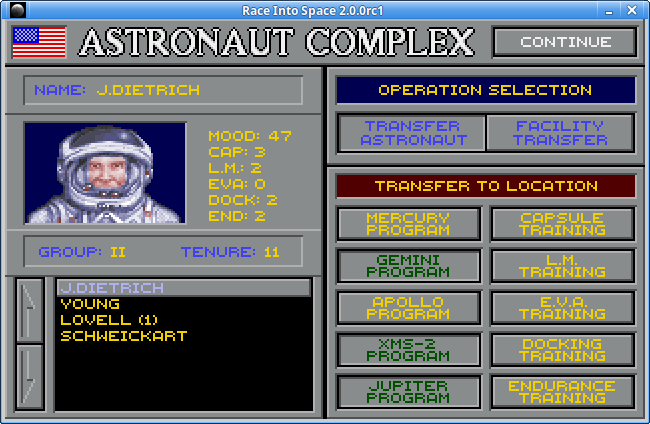 Race Into Space 2.0.0rc1
ASTRONAUT COMPLEX
CONTINUE
NAME: J.DIETRICH
MOOD: 47
CAP: 3
L.M.: 2
EVA: 0
DOCK: 2
END: 2
GROUP: II TENURE: 11
J.DIETRICH
YOUNG
LOVELL (1)
SCHWEICKART
OPERATION SELECTION
TRANSFER
ASTRONAUT
FACILITY
TRANSFER
TRANSFER TO LOCATION
MERCURY
PROGRAM
CAPSULE
TRAINING
GEMINI
PROGRAM
L.M.
TRAINING
APOLLO
PROGRAM
E.V.A.
TRAINING
XMS-2
PROGRAM
DOCKING
TRAINING
JUPITER
PROGRAM
ENDURANCE
TRAINING